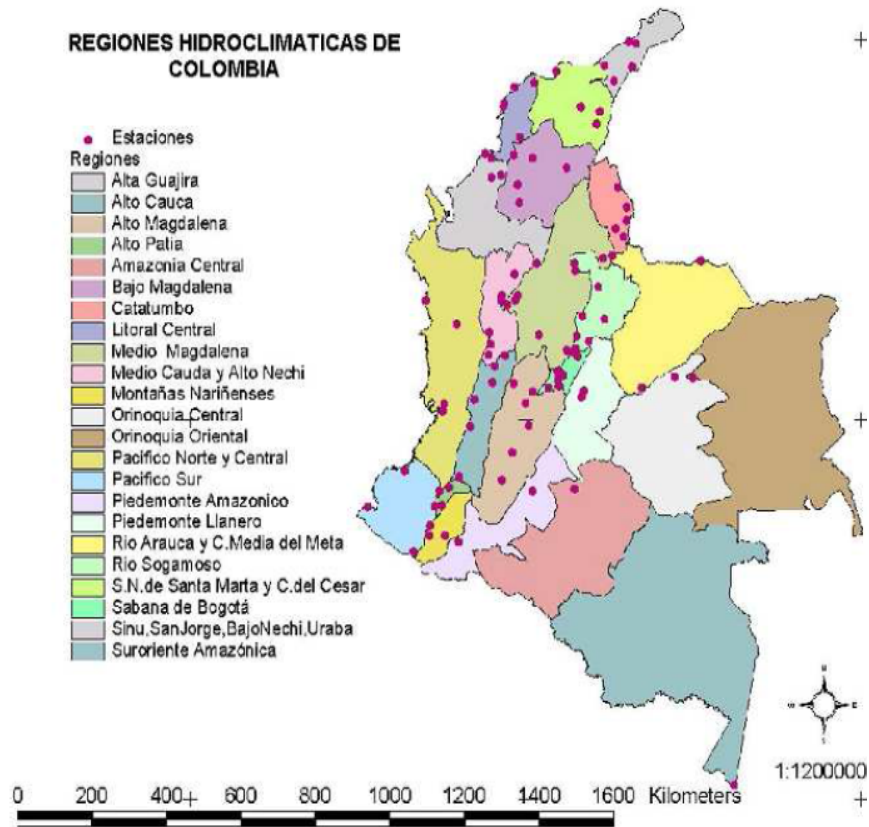 REGIONES HIDROCLIMATICAS DE
COLOMBIA
Estaciones
Regiones
Alta Guajira
Alto Cauca
Alto Magdalena
Alto Patia
Amazonia Central
Bajo Magdalena
Catatumbo
Litoral Central
Medio Magdalena
Medio Cauda y Alto Nechi
Montañas Nariñenses
Orinoquia Central
Orinoquia Oriental
Pacifico Norte y Central
Pacifico Sur
Piedemonte Amazonico
Piedemonte Llanero
Rio Arauca y C.Media del Meta
Rio Sogamoso
S.N.de Santa Marta y C.del Cesar
Sabana de Bogotá
Sinu,SanJorge,BajoNechi,Uraba
Suroriente Amazónica
1:1200000
0 200 400 600 800 1000 1200 1400 1600 Kilometers